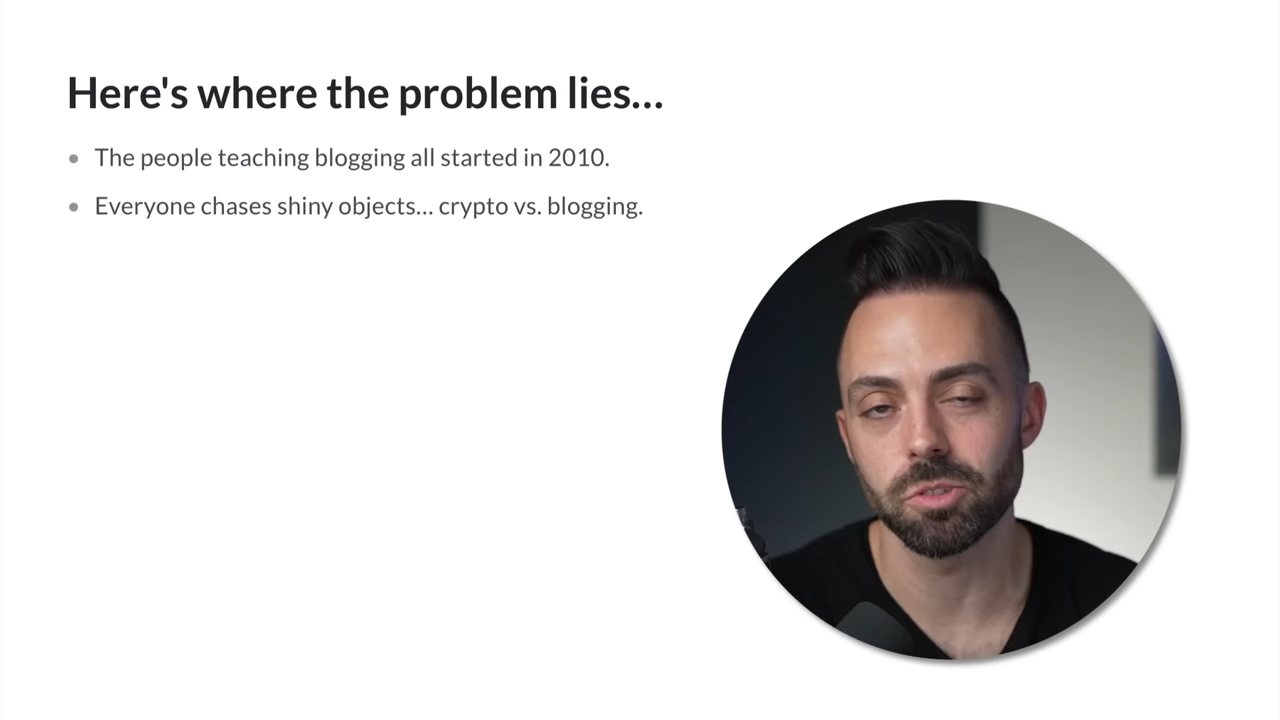 Here's where the problem lies...
The people teaching blogging all started in 2010.
Everyone chases shiny objects... crypto vs. blogging.